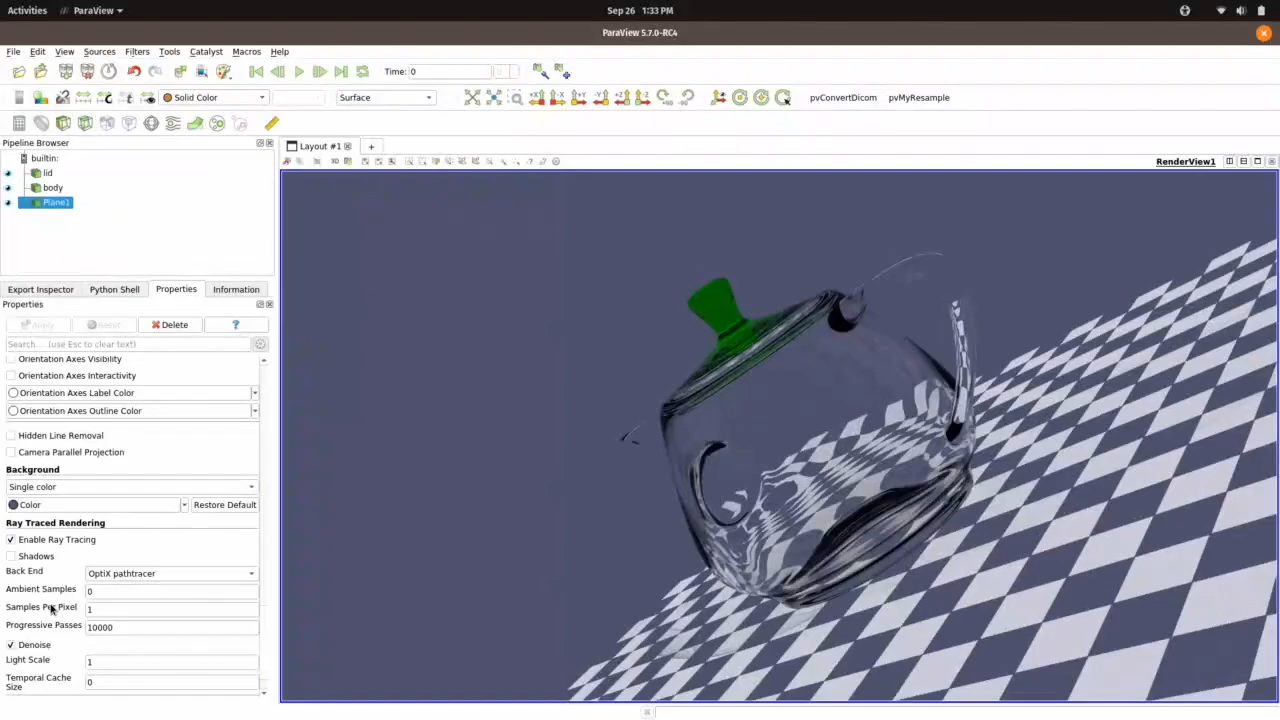 Activities ParaView Sep 26 1:33 PM
ParaView 5.7.0-RC4
File Edit View Sources Filters Tools Catalyst Macros Help
Time: 0
Solid Color Surface pvConvertDicom pvMyResample
Pipeline Browser
Layout #1
builtin:
RenderView1
lid
body
Plane1
Export Inspector Python Shell Properties Information
Properties
Apply Reset Delete ?
Search ... (use Esc to clear text)
Orientation Axes Visibility
Orientation Axes Interactivity
Orientation Axes Label Color
Orientation Axes Outline Color
Hidden Line Removal
Camera Parallel Projection
Background
Single color
Color Restore Default
Ray Traced Rendering
Enable Ray Tracing
Shadows
Back End OptiX pathtracer
Ambient Samples 0
Samples Per Pixel 1
Progressive Passes 10000
Denoise
Light Scale 1
Temporal Cache Size 0